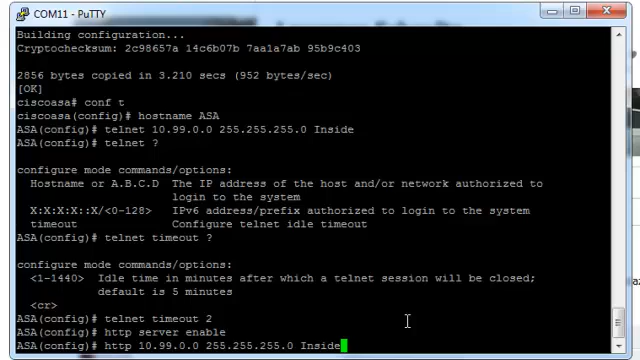 COM11 - PuTTY
Building configuration...
Cryptochecksum: 2c98657a 14c6b07b 7aa1a7ab 95b9c403
2856 bytes copied in 3.210 secs (952 bytes/sec)
[OK]
ciscoasa# conf t
ciscoasa(config)# hostname ASA
ASA(config)# telnet 10.99.0.0 255.255.255.0 Inside
ASA(config)# telnet ?
configure mode commands/options:
Hostname or A.B.C.D  The IP address of the host and/or network authorized to
login to the system
X:X:X:X::X/<0-128>   IPv6 address/prefix authorized to login to the system
timeout              Configure telnet idle timeout
ASA(config)# telnet timeout ?
configure mode commands/options:
<1-1440>  Idle time in minutes after which a telnet session will be closed;
default is 5 minutes
<cr>
ASA(config)# telnet timeout 2
ASA(config)# http server enable
ASA(config)# http 10.99.0.0 255.255.255.0 Inside